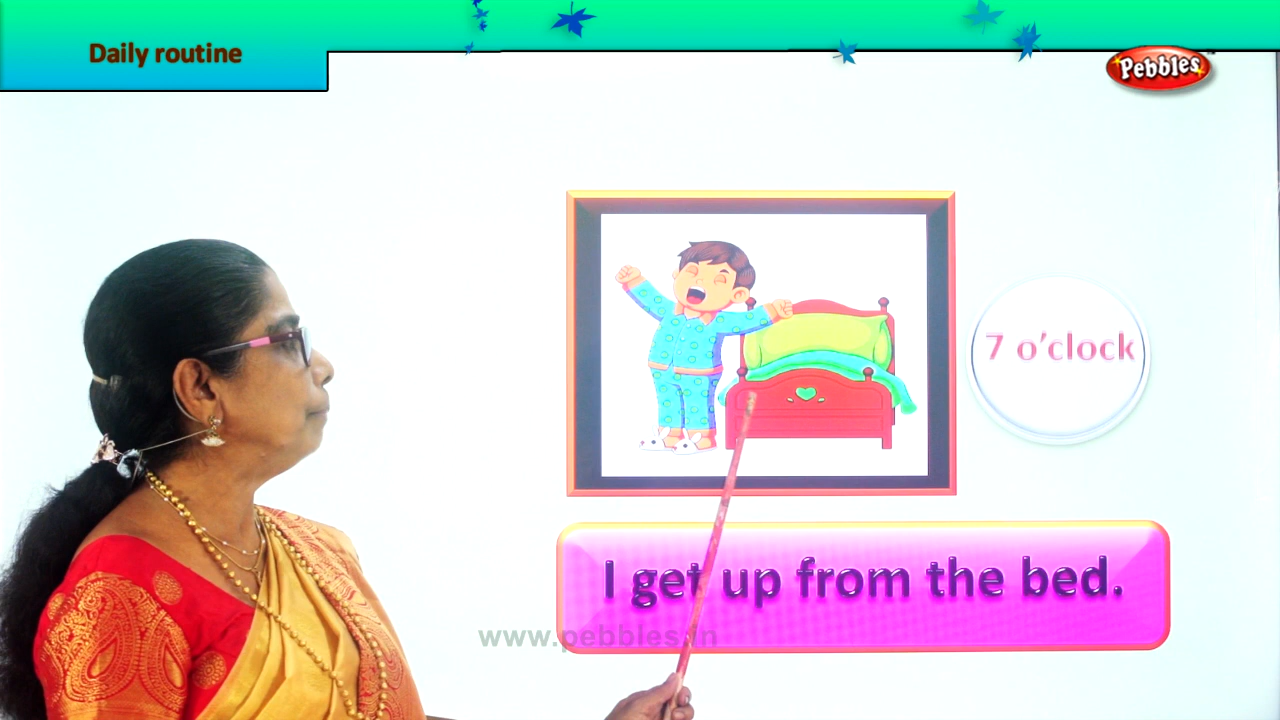 Daily routine
Pebbles
7 o'clock
I get up from the bed.
www.pebbles.in